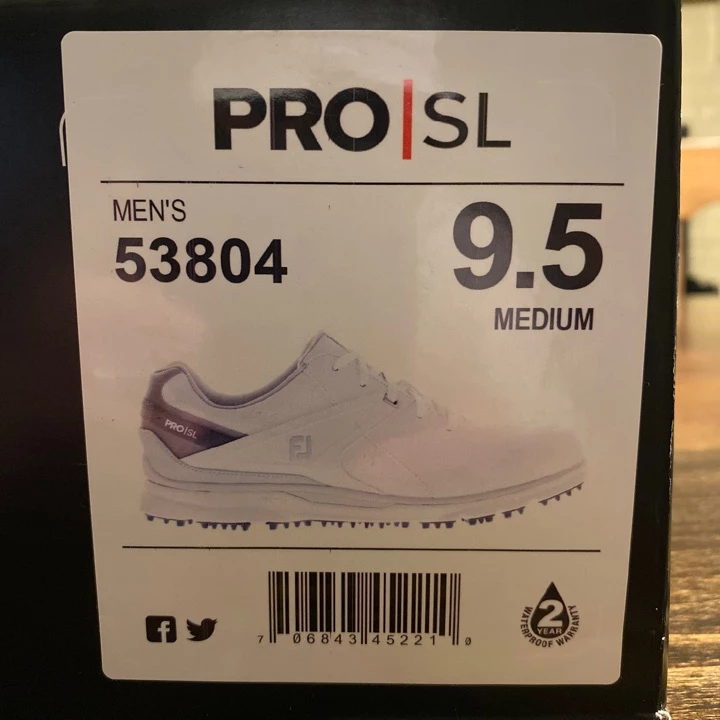 PRO|SL
MEN'S
53804
9.5
MEDIUM
PRO|SL
FJ
7 06843 45221 0
2
YEAR
WATERPROOF WARRANTY